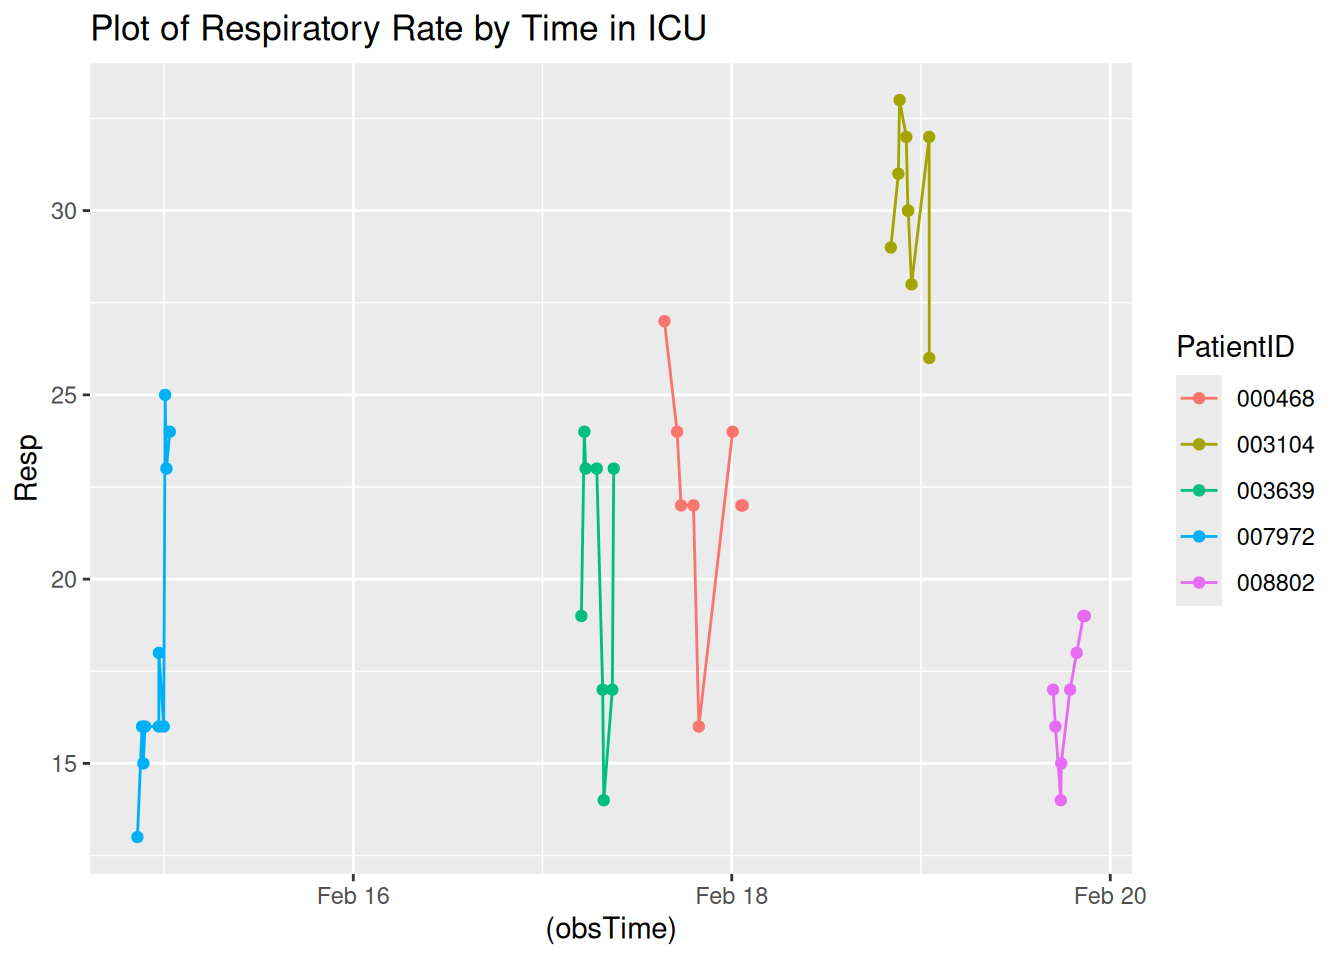 Plot of Respiratory Rate by Time in ICU
30
25
20
15
Resp
Feb 16
Feb 18
Feb 20
(obsTime)
PatientID
000468
003104
003639
007972
008802